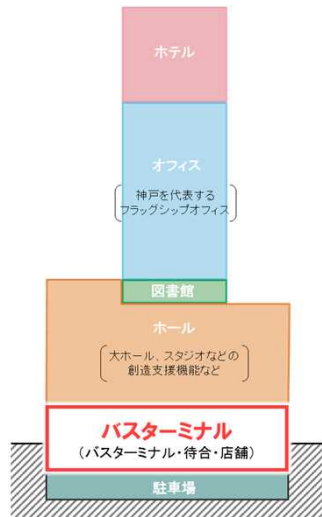 ホテル
オフィス
神戸を代表する
フラッグシップオフィス
図書館
ホール
大ホール、スタジオなどの
創造支援機能など
バスターミナル
(バスターミナル・待合・店舗)
駐車場